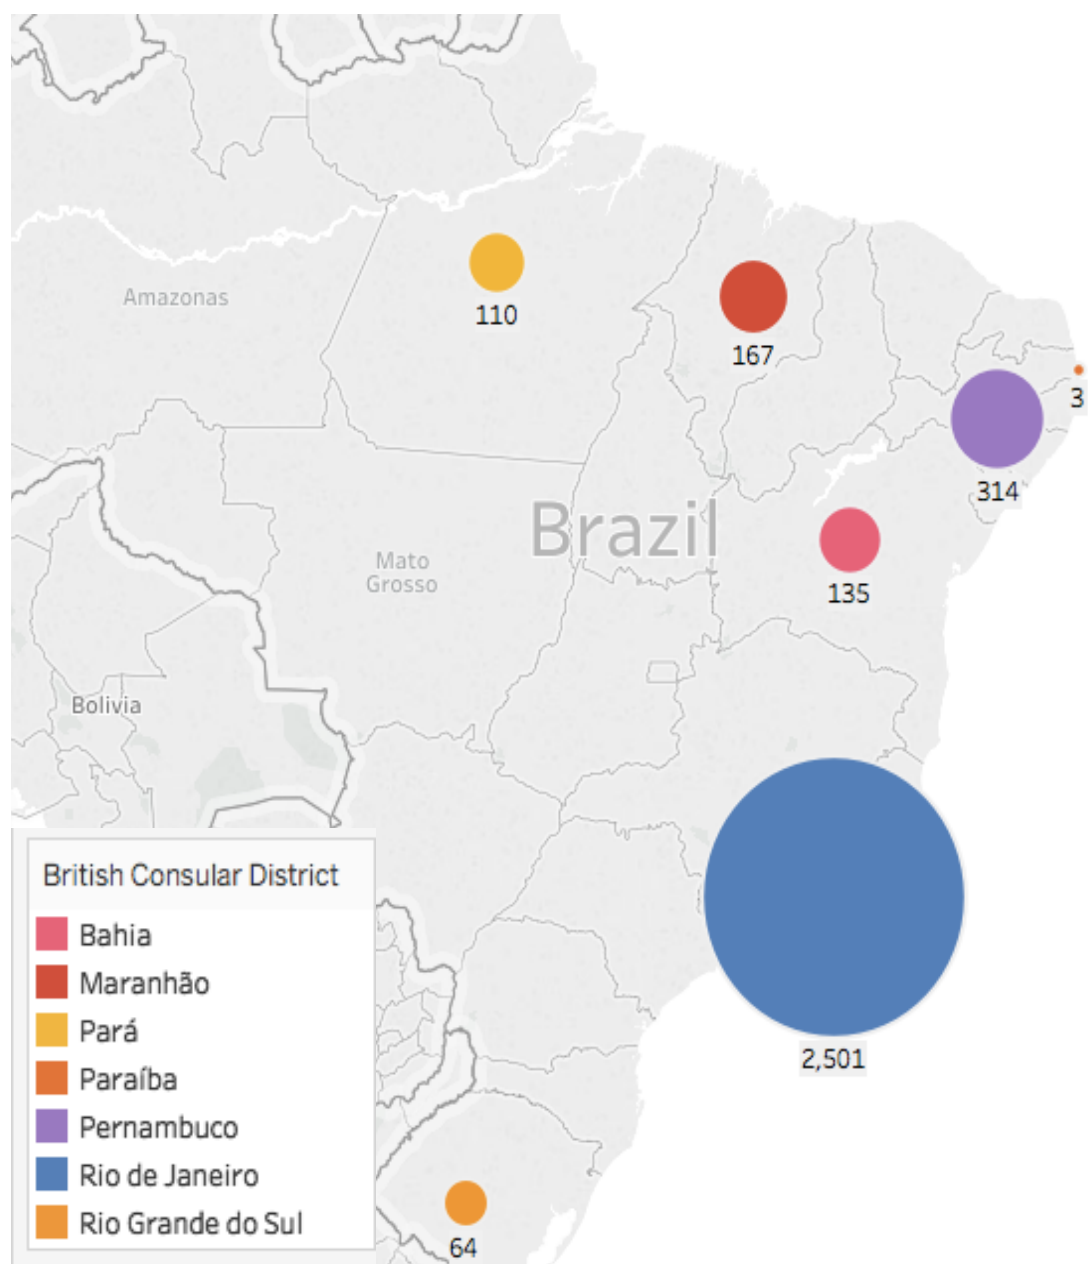 Amazonas
110
167
3
314
Brazil
135
Mato
Grosso
Bolivia
2,501
64
British Consular District
Bahia
Maranhão
Pará
Paraíba
Pernambuco
Rio de Janeiro
Rio Grande do Sul